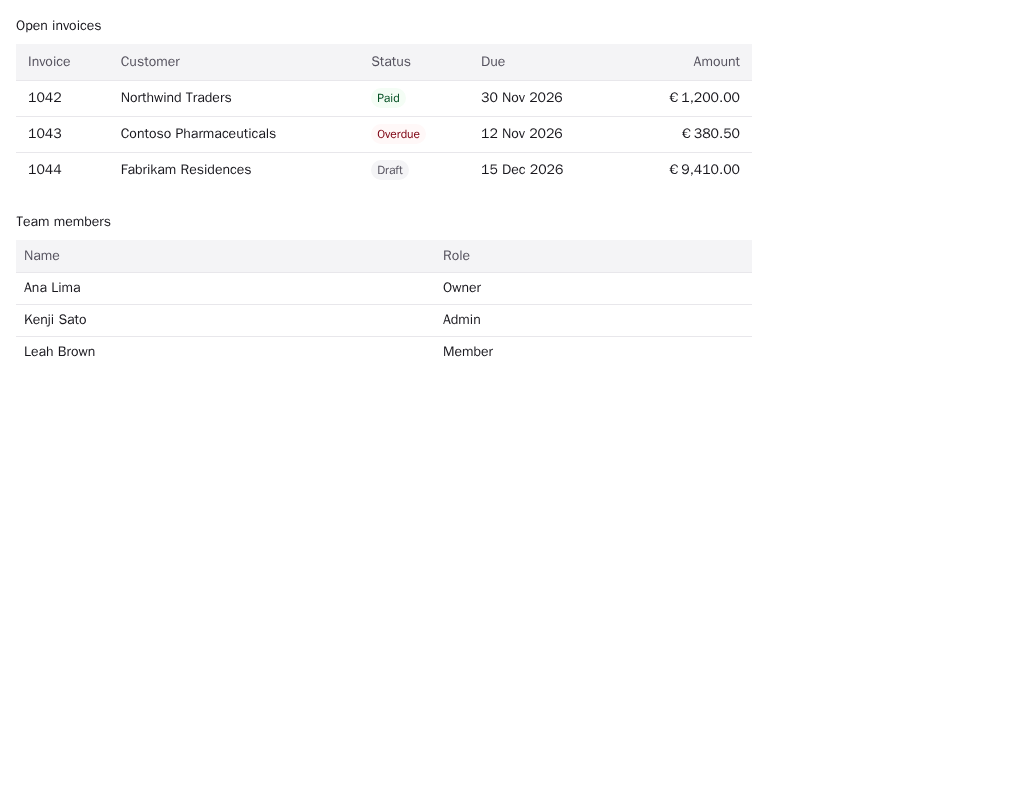 Open invoices
Invoice Customer Status Due Amount
1042 Northwind Traders Paid 30 Nov 2026 € 1,200.00
1043 Contoso Pharmaceuticals Overdue 12 Nov 2026 € 380.50
1044 Fabrikam Residences Draft 15 Dec 2026 € 9,410.00
Team members
Name Role
Ana Lima Owner
Kenji Sato Admin
Leah Brown Member